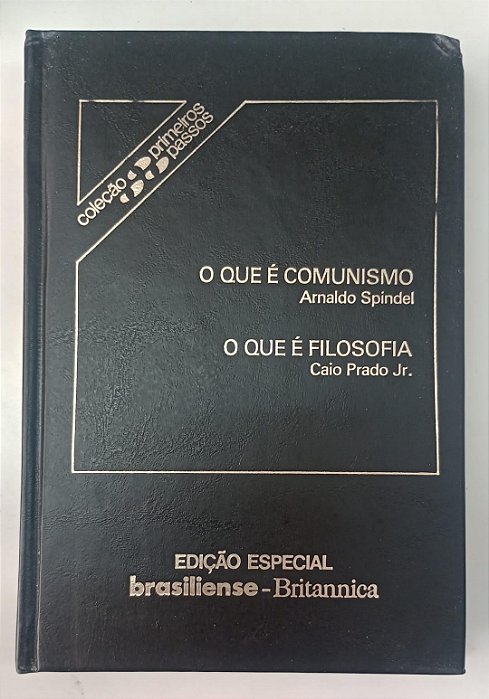 coleção
primeiros
passos
O QUE É COMUNISMO
Arnaldo Spindel
O QUE É FILOSOFIA
Caio Prado Jr.
EDIÇÃO ESPECIAL
brasiliense-Britannica